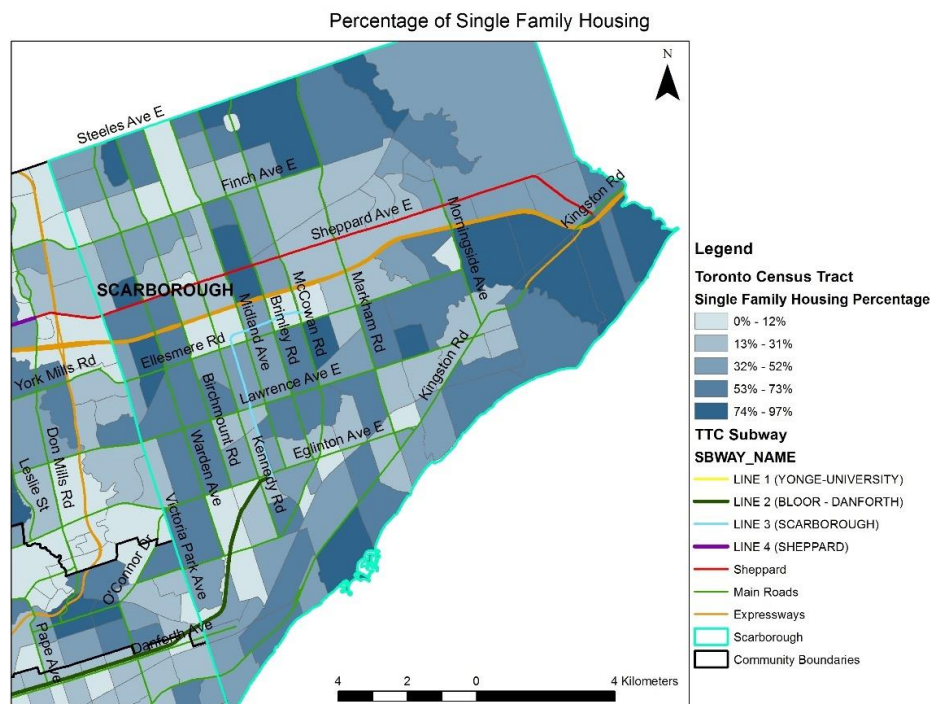 Percentage of Single Family Housing
N
Steeles Ave E
Finch Ave E
Sheppard Ave E
Kingston Rd
Morningside Ave
SCARBOROUGH
Midland Ave
Brimley Rd
McCowan Rd
Markham Rd
Ellesmere Rd
York Mills Rd
Lawrence Ave E
Kingston Rd
Birchmount Rd
Eglinton Ave E
Warden Ave
Kennedy Rd
Don Mills Rd
Leslie St
Victoria Park Ave
O'Connor Dr
Pape Ave
Danforth Ave
4 2 0 4 Kilometers
Legend
Toronto Census Tract
Single Family Housing Percentage
0% - 12%
13% - 31%
32% - 52%
53% - 73%
74% - 97%
TTC Subway
SBWAY_NAME
LINE 1 (YONGE-UNIVERSITY)
LINE 2 (BLOOR - DANFORTH)
LINE 3 (SCARBOROUGH)
LINE 4 (SHEPPARD)
Sheppard
Main Roads
Expressways
Scarborough
Community Boundaries